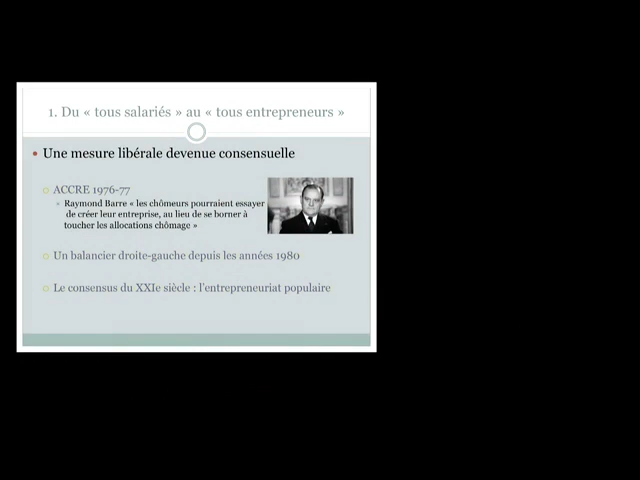 1. Du « tous salariés » au « tous entrepreneurs »
Une mesure libérale devenue consensuelle
ACCRE 1976-77
Raymond Barre « les chômeurs pourraient essayer
de créer leur entreprise, au lieu de se borner à
toucher les allocations chômage »
Un balancier droite-gauche depuis les années 1980
Le consensus du XXIe siècle : l'entrepreneuriat populaire